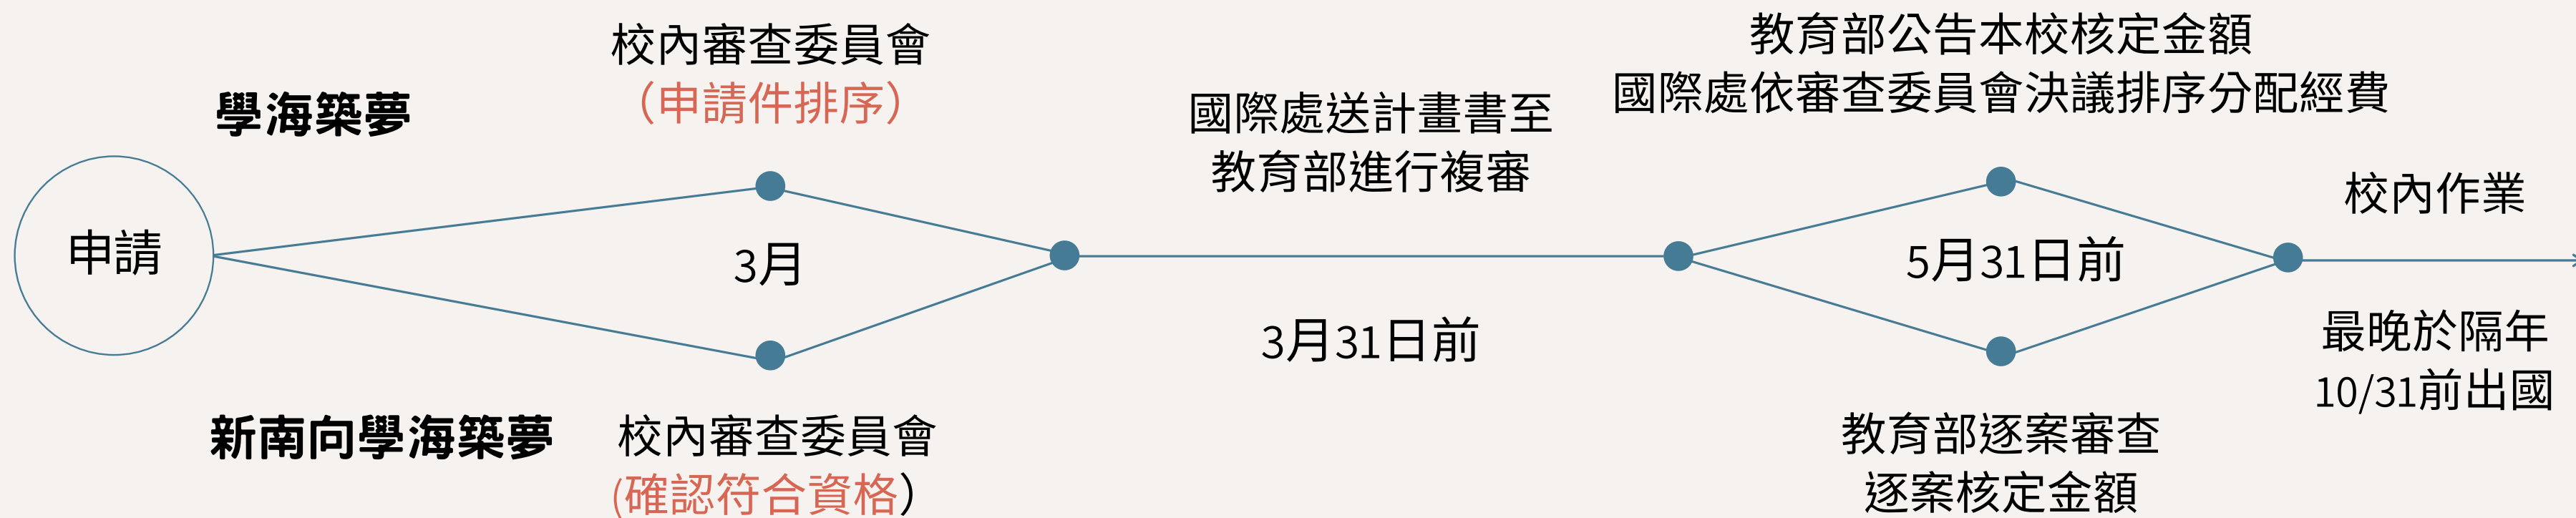 申請
學海築夢
校內審查委員會
（申請件排序）
3月
新南向學海築夢
校內審查委員會
(確認符合資格）
國際處送計畫書至
教育部進行複審
3月31日前
教育部公告本校核定金額
國際處依審查委員會決議排序分配經費
5月31日前
教育部逐案審查
逐案核定金額
校內作業
最晚於隔年
10/31前出國